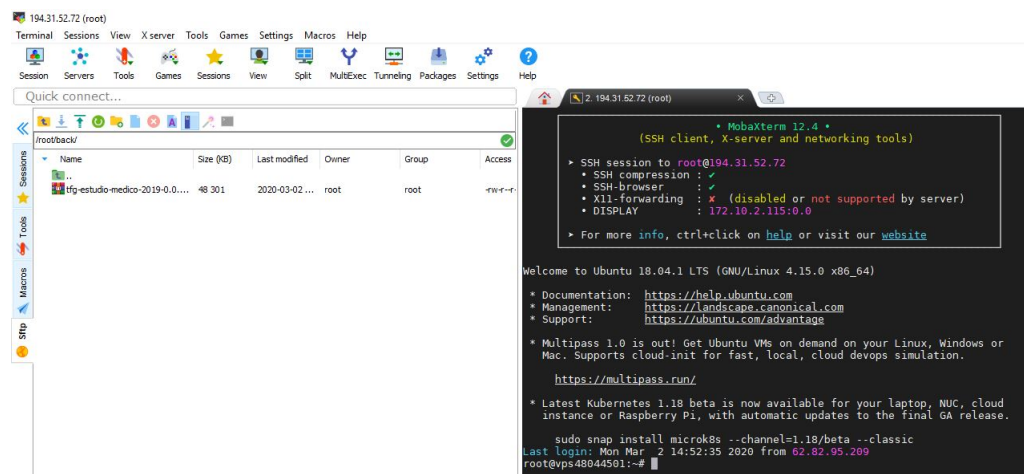 194.31.52.72 (root)
Terminal Sessions View X server Tools Games Settings Macros Help
Session Servers Tools Games Sessions View Split MultiExec Tunneling Packages Settings Help
Quick connect...
2. 194.31.52.72 (root)
/root/back/
Name Size (KB) Last modified Owner Group Access
..
tfg-estudio-medico-2019-0.0.... 48 301 2020-03-02 ... root root -rw-r--r-
Sessions
Tools
Macros
Sftp
• MobaXterm 12.4 •
(SSH client, X-server and networking tools)
➤ SSH session to root@194.31.52.72
• SSH compression : ✔
• SSH-browser : ✔
• X11-forwarding : ✘ (disabled or not supported by server)
• DISPLAY : 172.10.2.115:0.0
➤ For more info, ctrl+click on help or visit our website
Welcome to Ubuntu 18.04.1 LTS (GNU/Linux 4.15.0 x86_64)
* Documentation: https://help.ubuntu.com
* Management: https://landscape.canonical.com
* Support: https://ubuntu.com/advantage
* Multipass 1.0 is out! Get Ubuntu VMs on demand on your Linux, Windows or
Mac. Supports cloud-init for fast, local, cloud devops simulation.
https://multipass.run/
* Latest Kubernetes 1.18 beta is now available for your laptop, NUC, cloud
instance or Raspberry Pi, with automatic updates to the final GA release.
sudo snap install microk8s --channel=1.18/beta --classic
Last login: Mon Mar 2 14:52:35 2020 from 62.82.95.209
root@vps48044501:~#